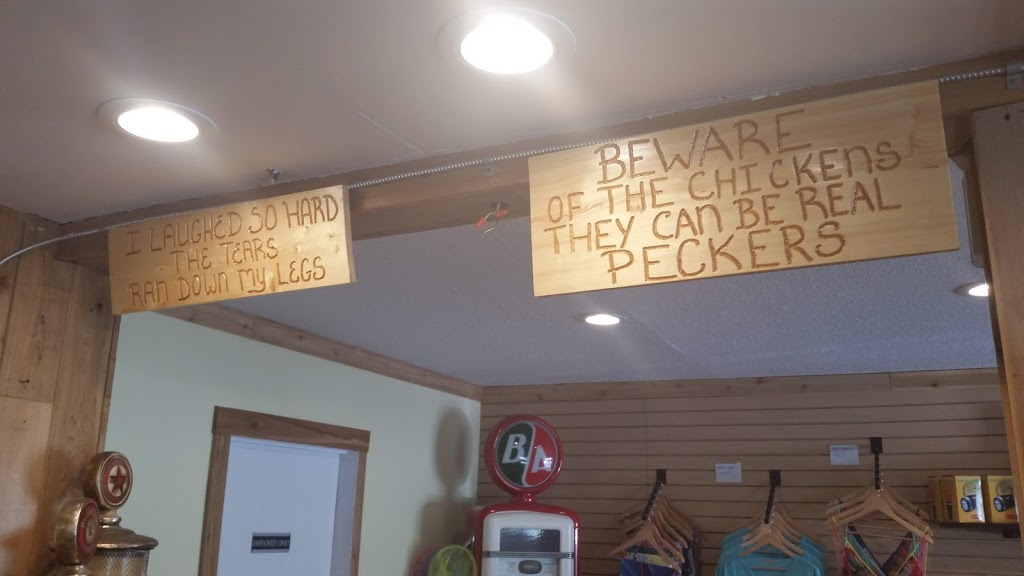 I LAUGHED SO HARD
THE TEARS
RAN DOWN MY LEGS
BEWARE
OF THE CHICKENS
THEY CAN BE REAL
PECKERS
BA
EMPLOYEES ONLY